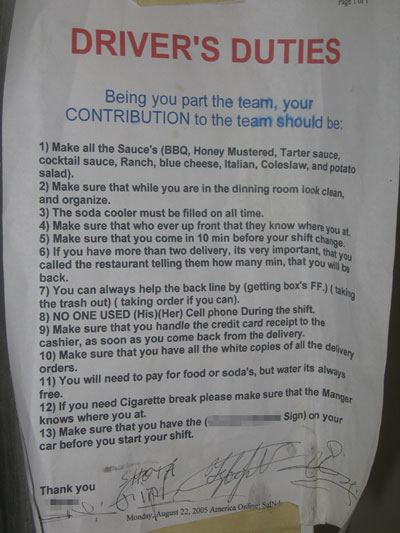 Page 1 of 1
DRIVER'S DUTIES
Being you part the team, your
CONTRIBUTION to the team should be:
1) Make all the Sauce's (BBQ, Honey Mustered, Tarter sauce,
cocktail sauce, Ranch, blue cheese, Italian, Coleslaw, and potato
salad).
2) Make sure that while you are in the dinning room look clean,
and organize.
3) The soda cooler must be filled on all time.
4) Make sure that who ever up front that they know where you at.
5) Make sure that you come in 10 min before your shift change.
6) If you have more than two delivery, its very important, that you
called the restaurant telling them how many min, that you will be
back.
7) You can always help the back line by (getting box's FF.) ( taking
the trash out) ( taking order if you can).
8) NO ONE USED (His)(Her) Cell phone During the shift.
9) Make sure that you handle the credit card receipt to the
cashier, as soon as you come back from the delivery.
10) Make sure that you have all the white copies of all the delivery
orders.
11) You will need to pay for food or soda's, but water its always
free.
12) If you need Cigarette break please make sure that the Manger
knows where you at.
13) Make sure that you have the ( Sign) on your
car before you start your shift.
Thank you
Monday, August 22, 2005 America Online: